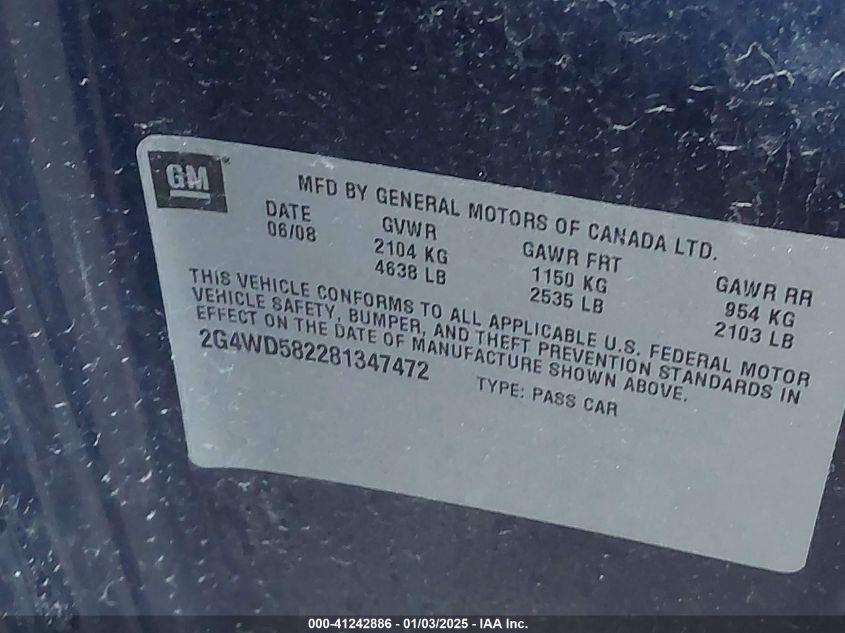 GM®
MFD BY GENERAL MOTORS OF CANADA LTD.
DATE GVWR GAWR FRT GAWR RR
06/08 2104 KG 1150 KG 954 KG
4638 LB 2535 LB 2103 LB
THIS VEHICLE CONFORMS TO ALL APPLICABLE U.S. FEDERAL MOTOR
VEHICLE SAFETY, BUMPER, AND THEFT PREVENTION STANDARDS IN
EFFECT ON THE DATE OF MANUFACTURE SHOWN ABOVE.
2G4WD582281347472 TYPE: PASS CAR
000-41242886 - 01/03/2025 - IAA Inc.